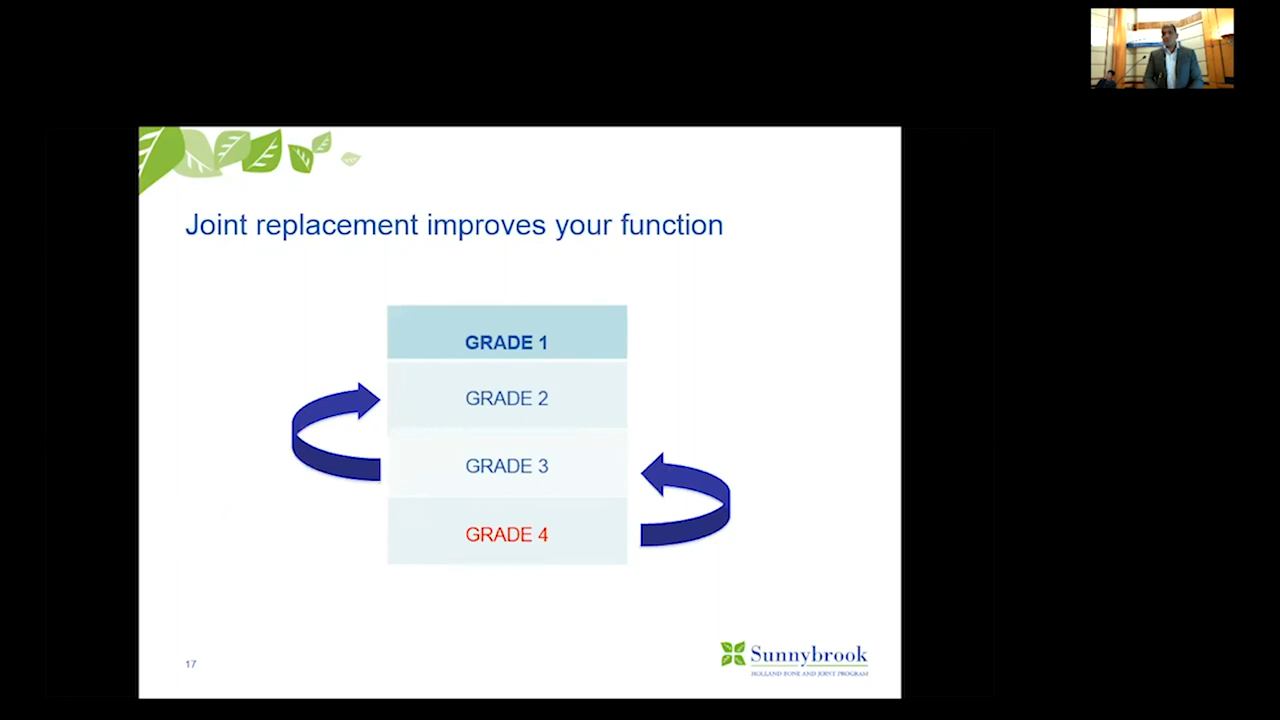 Joint replacement improves your function
GRADE 1
GRADE 2
GRADE 3
GRADE 4
17
Sunnybrook
HOLLAND BONE AND JOINT PROGRAM